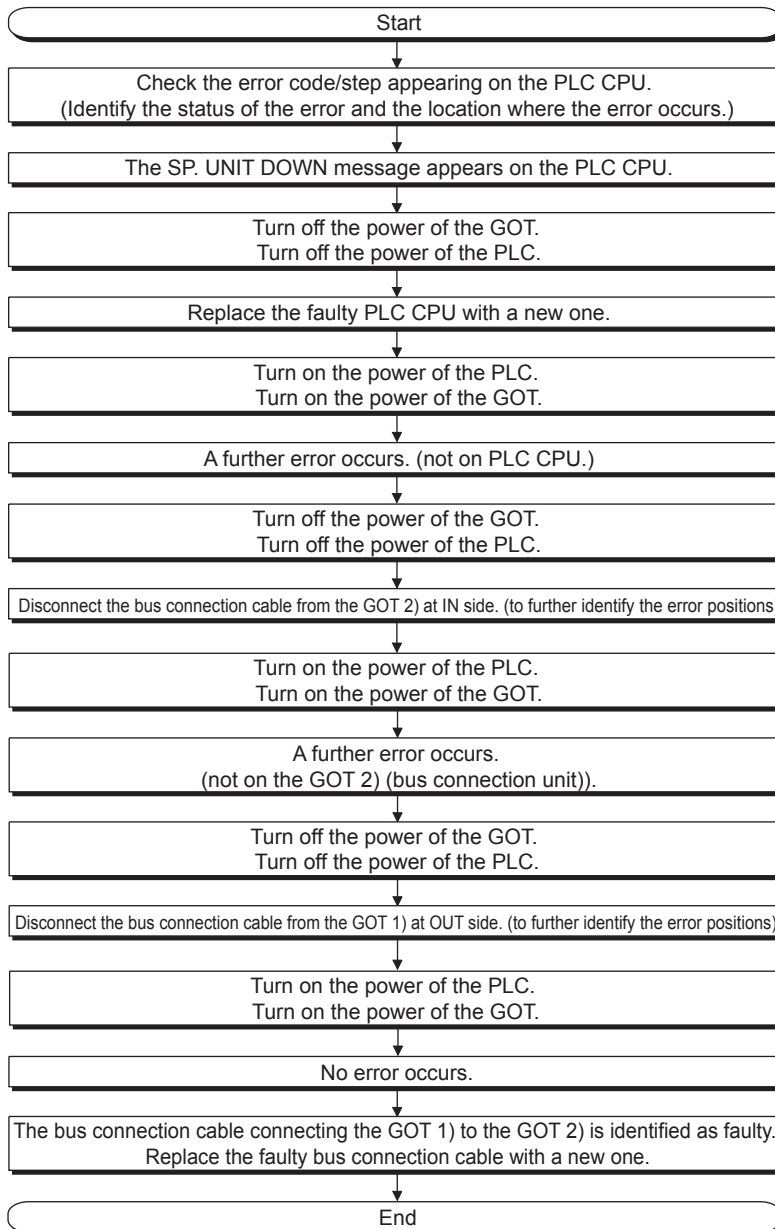 Start
Check the error code/step appearing on the PLC CPU.
(Identify the status of the error and the location where the error occurs.)
The SP. UNIT DOWN message appears on the PLC CPU.
Turn off the power of the GOT.
Turn off the power of the PLC.
Replace the faulty PLC CPU with a new one.
Turn on the power of the PLC.
Turn on the power of the GOT.
A further error occurs. (not on PLC CPU.)
Turn off the power of the GOT.
Turn off the power of the PLC.
Disconnect the bus connection cable from the GOT 2) at IN side. (to further identify the error positions)
Turn on the power of the PLC.
Turn on the power of the GOT.
A further error occurs.
(not on the GOT 2) (bus connection unit)).
Turn off the power of the GOT.
Turn off the power of the PLC.
Disconnect the bus connection cable from the GOT 1) at OUT side. (to further identify the error positions)
Turn on the power of the PLC.
Turn on the power of the GOT.
No error occurs.
The bus connection cable connecting the GOT 1) to the GOT 2) is identified as faulty.
Replace the faulty bus connection cable with a new one.
End